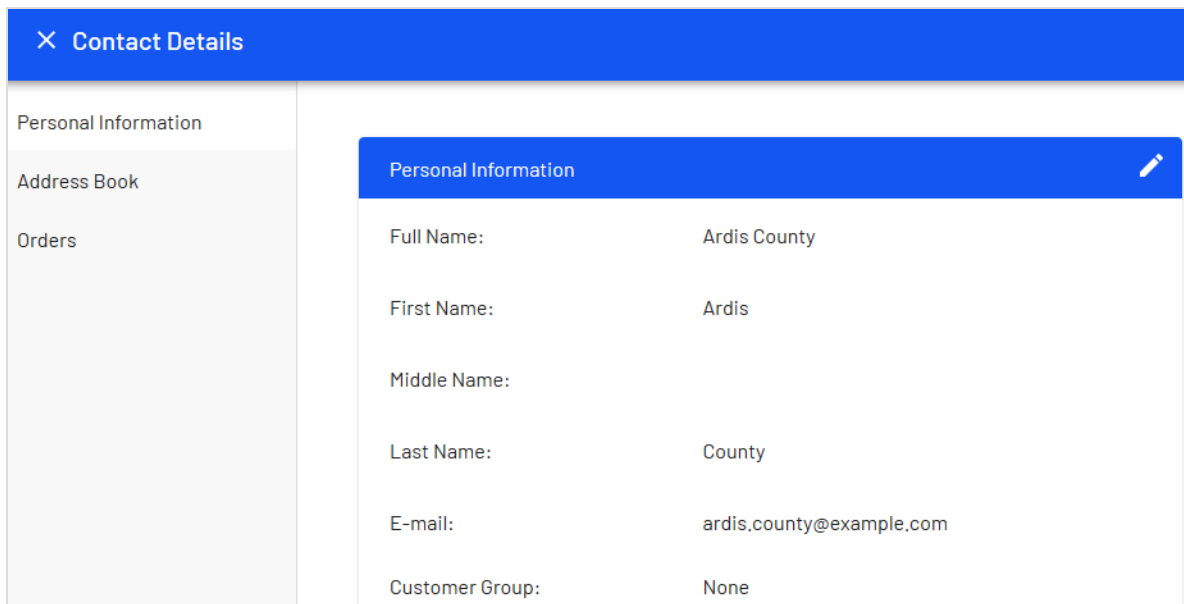 Contact Details
Personal Information
Address Book
Orders
Personal Information
Full Name: Ardis County
First Name: Ardis
Middle Name:
Last Name: County
E-mail: ardis.county@example.com
Customer Group: None